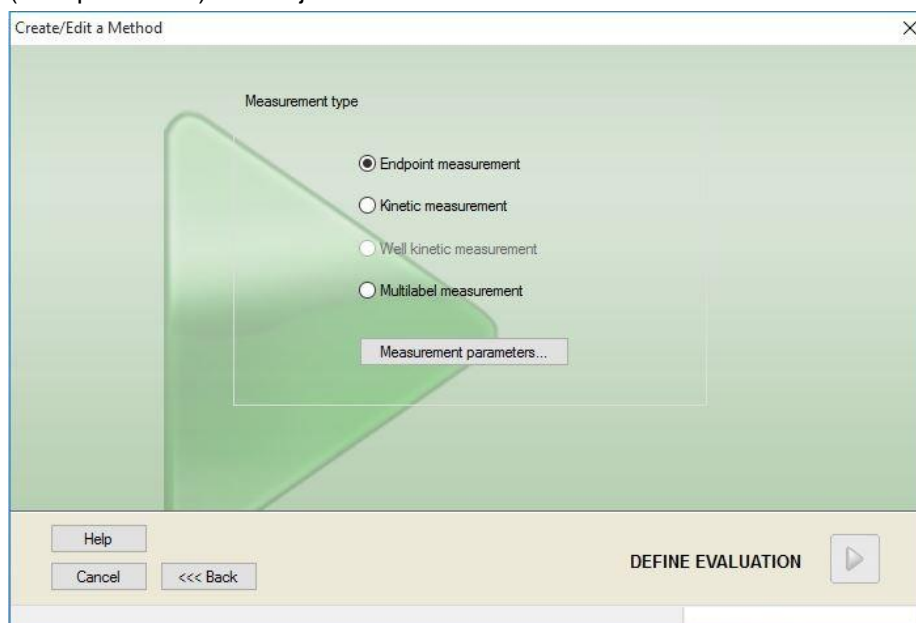 Create/Edit a Method
Measurement type
Endpoint measurement
Kinetic measurement
Well kinetic measurement
Multilabel measurement
Measurement parameters...
Help
Cancel
<<< Back
DEFINE EVALUATION